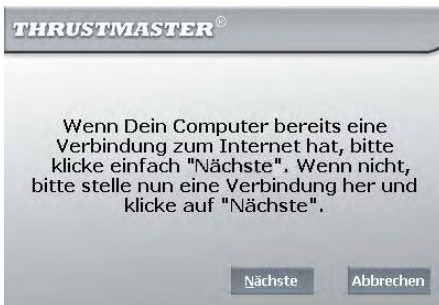 THRUSTMASTER®
Wenn Dein Computer bereits eine
Verbindung zum Internet hat, bitte
klicke einfach "Nächste". Wenn nicht,
bitte stelle nun eine Verbindung her und
klicke auf "Nächste".
Nächste Abbrechen